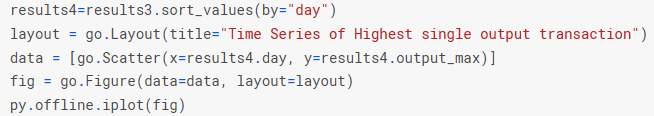 results4=results3.sort_values(by="day")
layout = go.Layout(title="Time Series of Highest single output transaction")
data = [go.Scatter(x=results4.day, y=results4.output_max)]
fig = go.Figure(data=data, layout=layout)
py.offline.iplot(fig)